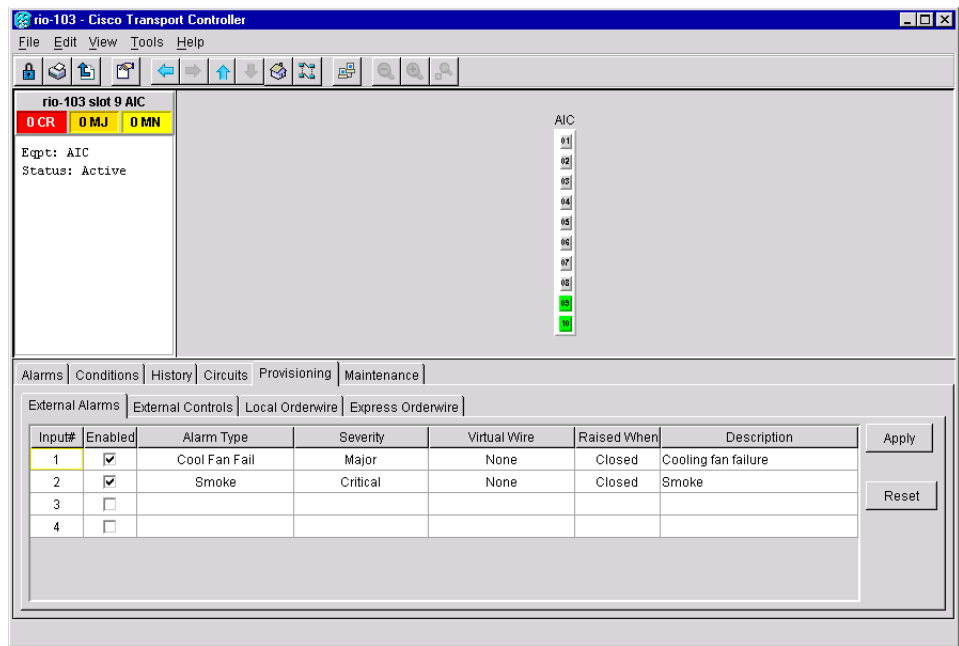 rio-103 - Cisco Transport Controller
File Edit View Tools Help
rio-103 slot 9 AIC
0 CR 0 MJ 0 MN
Eqpt: AIC
Status: Active
AIC
01
02
03
04
05
06
07
08
09
10
Alarms Conditions History Circuits Provisioning Maintenance
External Alarms External Controls Local Orderwire Express Orderwire
Input# Enabled Alarm Type Severity Virtual Wire Raised When Description
1 Cool Fan Fail Major None Closed Cooling fan failure
2 Smoke Critical None Closed Smoke
3
4
Apply
Reset